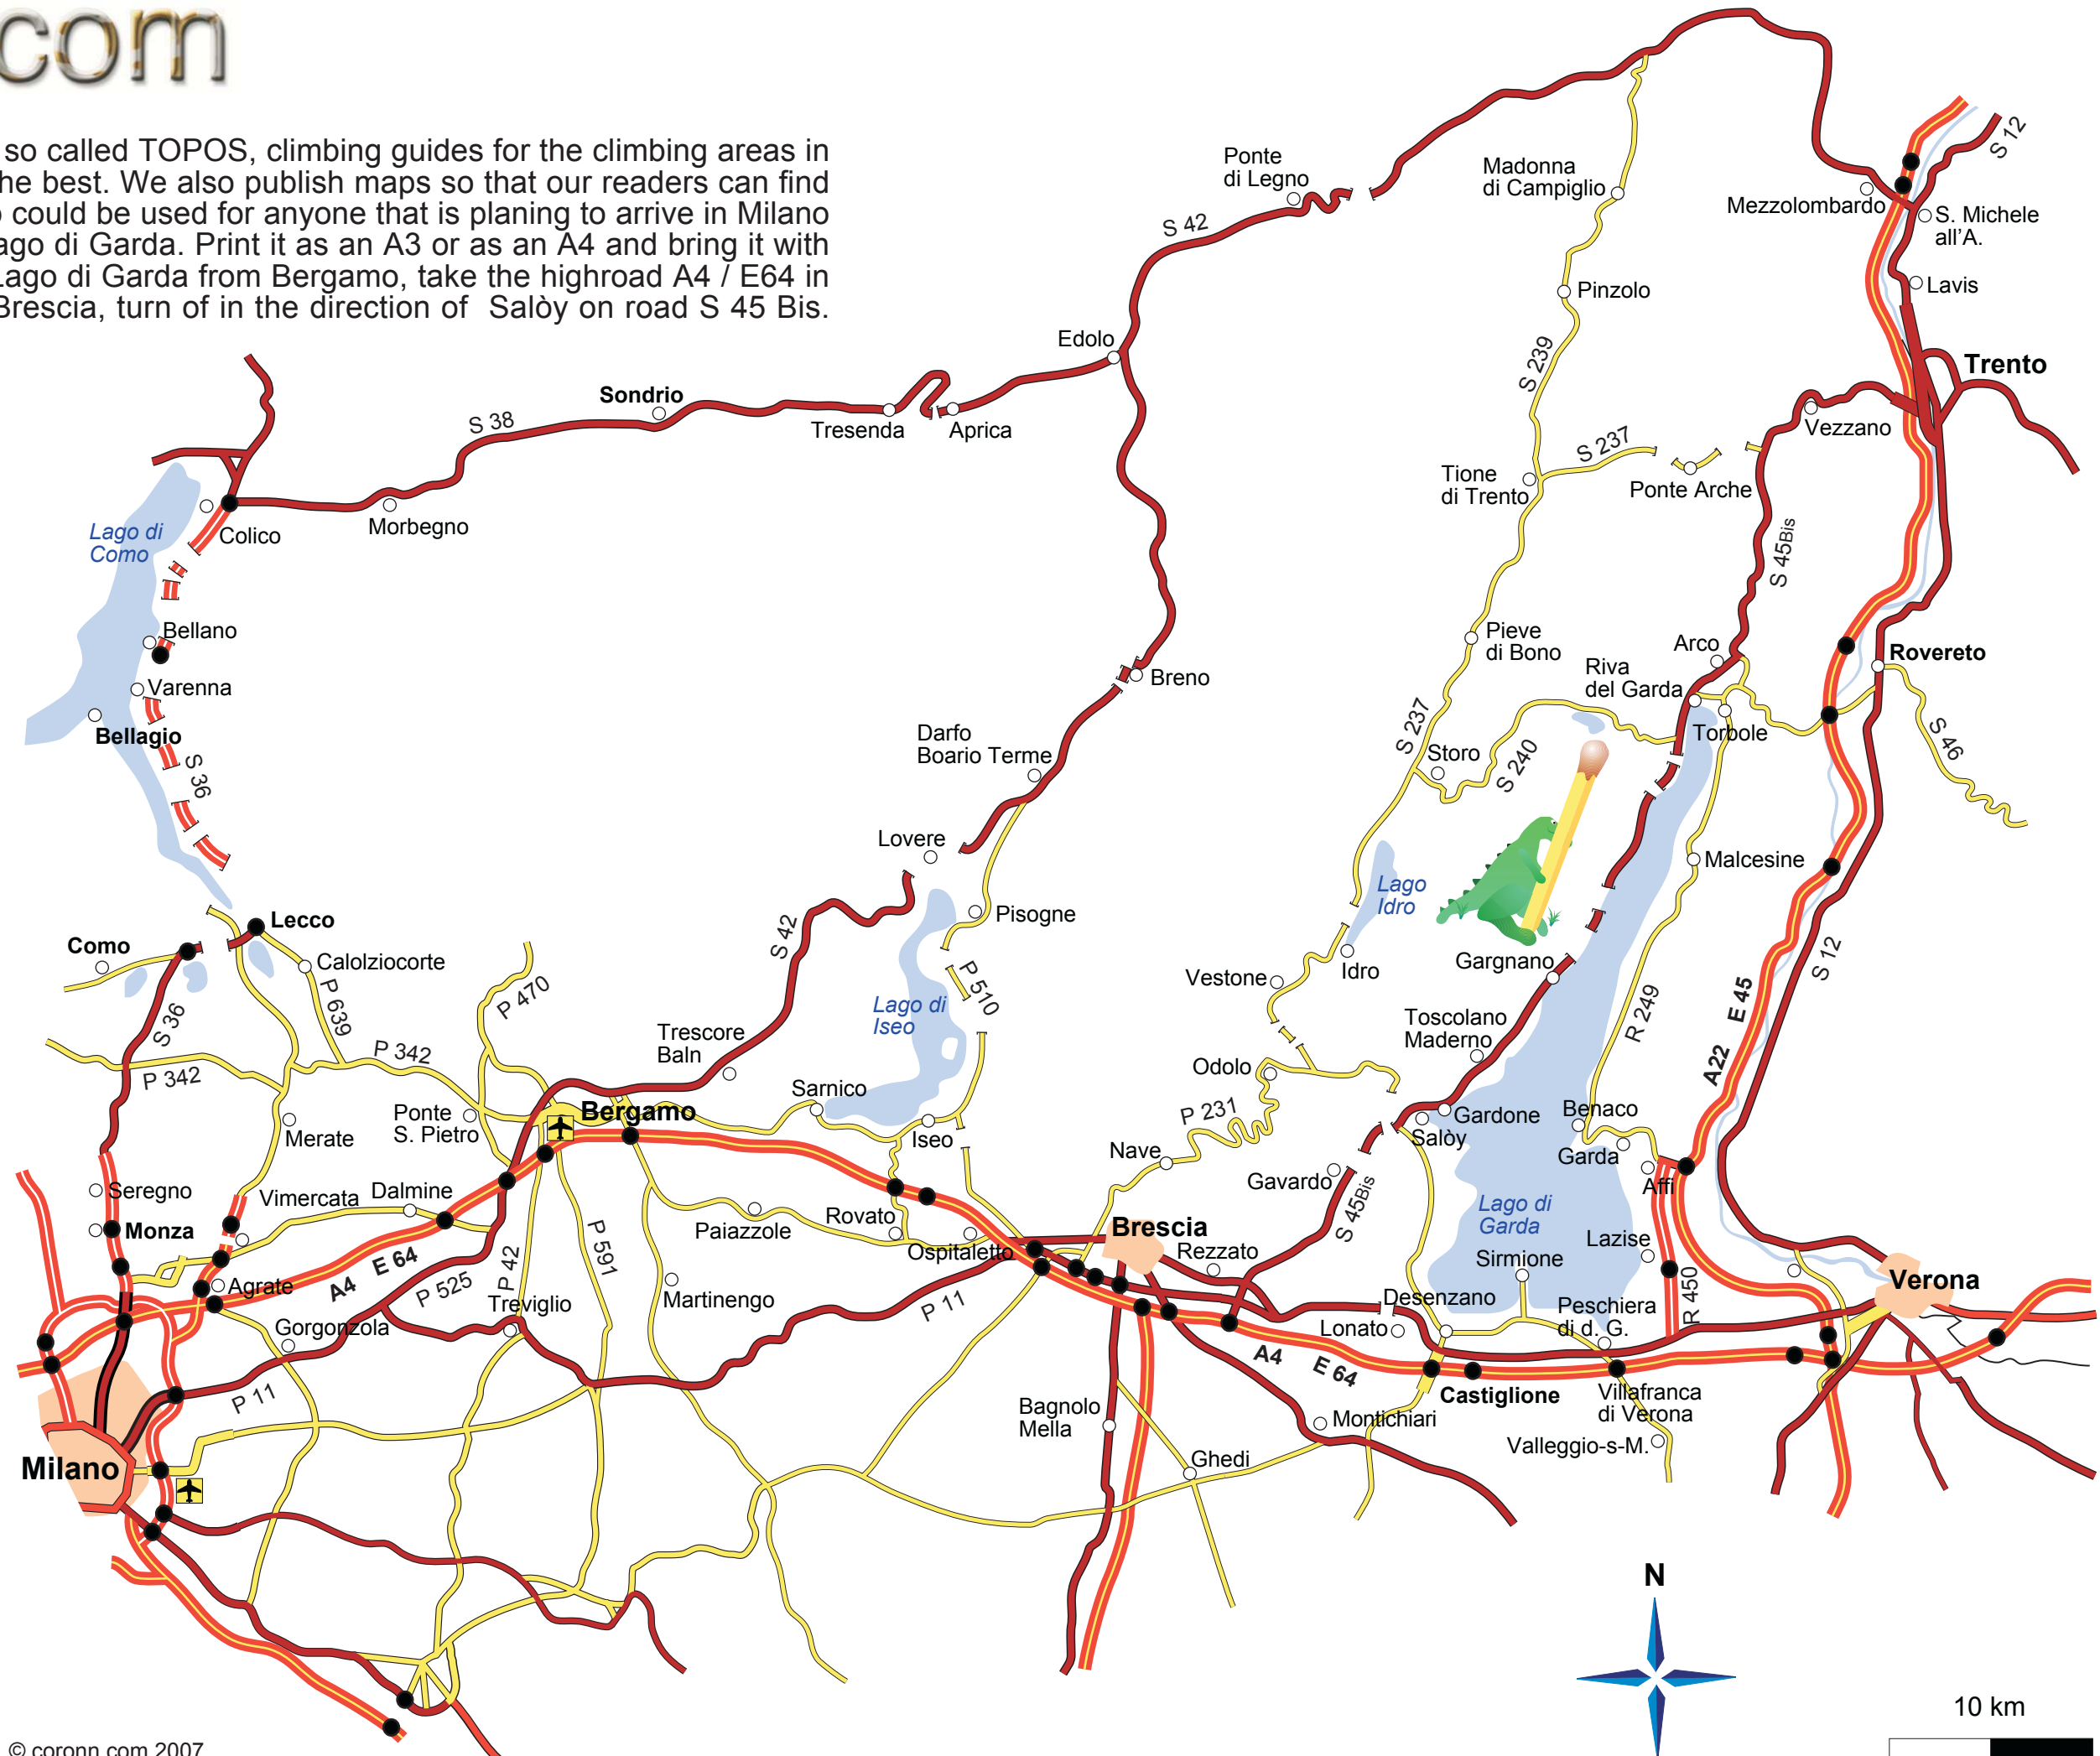 com
so called TOPOS, climbing guides for the climbing areas in
he best. We also publish maps so that our readers can find
o could be used for anyone that is planing to arrive in Milano
ago di Garda. Print it as an A3 or as an A4 and bring it with
Lago di Garda from Bergamo, take the highroad A4 / E64 in
Brescia, turn of in the direction of Salòy on road S 45 Bis.
S 12
Ponte
di Legno
Madonna
di Campiglio
Mezzolombardo
S. Michele
all'A.
S 42
Lavis
Pinzolo
Edolo
S 239
Trento
Sondrio
S 38
Tresenda
Aprica
Vezzano
S 237
Tione
di Trento
Ponte Arche
Lago di
Como
Colico
Morbegno
S 45Bis
Bellano
Pieve
di Bono
Arco
Rovereto
Riva
del Garda
Varenna
Breno
Bellagio
Darfo
Boario Terme
S 237
Torbole
S 46
S 36
Storo
S 240
Lovere
Malcesine
Lago
Idro
Pisogne
Lecco
Como
Calolziocorte
S 42
Idro
Gargnano
S 12
Vestone
P 510
P 470
P 639
Lago di
Iseo
E 45
R 249
S 36
Toscolano
Maderno
Trescore
Baln
P 342
P 342
A22
Odolo
Sarnico
Bergamo
Ponte
S. Pietro
P 231
Gardone
Benaco
Merate
Iseo
Salòy
Nave
Garda
Gavardo
Affi
Seregno
Vimercata
Dalmine
Lago di
Garda
S 45Bis
Monza
Paiazzole
Rovato
Brescia
Ospitaletto
Rezzato
Lazise
P 591
P 42
E 64
A4
Agrate
P 525
Sirmione
Verona
Martinengo
Treviglio
P 11
Desenzano
Peschiera
di d. G.
R 450
Gorgonzola
Lonato
A4
E 64
P 11
Castiglione
Villafranca
di Verona
Bagnolo
Mella
Montichiari
Valleggio-s-M.
Ghedi
Milano
N
10 km
© coronn.com 2007